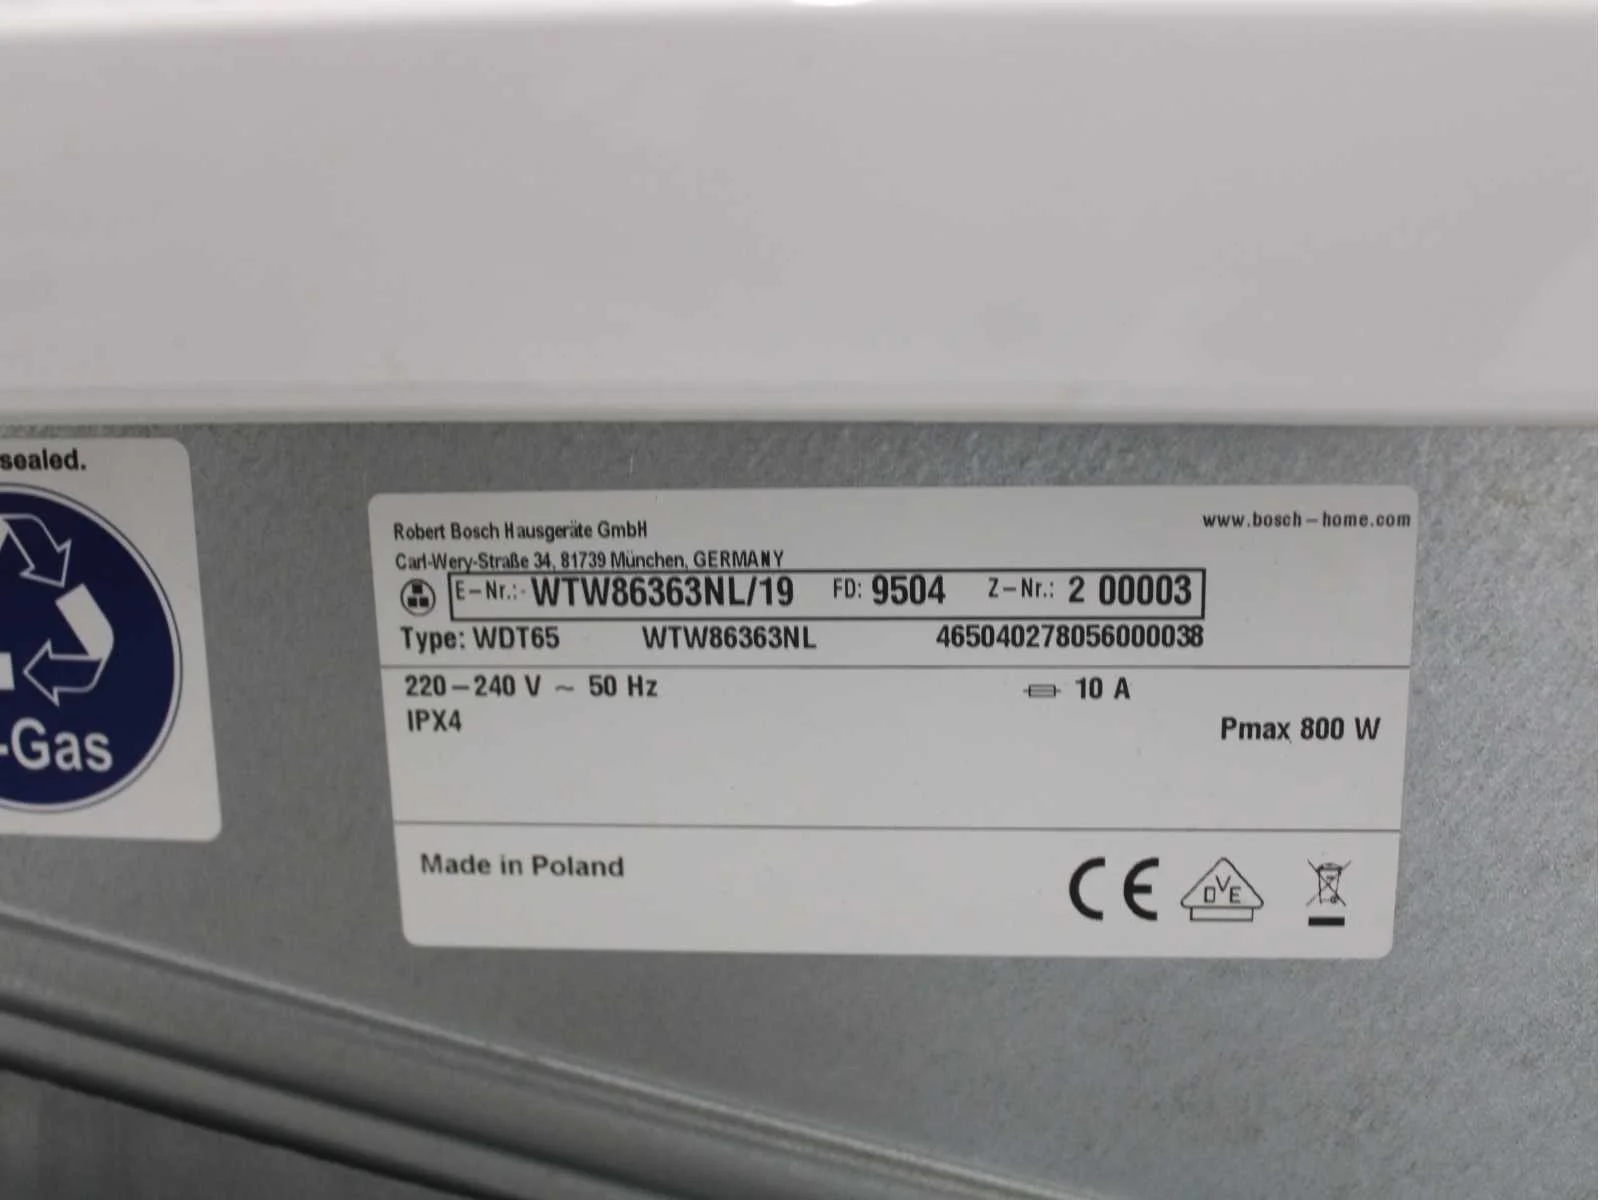 sealed.
-Gas
Robert Bosch Hausgeräte GmbH
www.bosch-home.com
Carl-Wery-Straße 34, 81739 München, GERMANY
E-Nr.: WTW86363NL/19 FD: 9504 Z-Nr.: 2 00003
Type: WDT65 WTW86363NL 465040278056000038
220-240 V ~ 50 Hz 10 A
IPX4 Pmax 800 W
Made in Poland
CE DVE